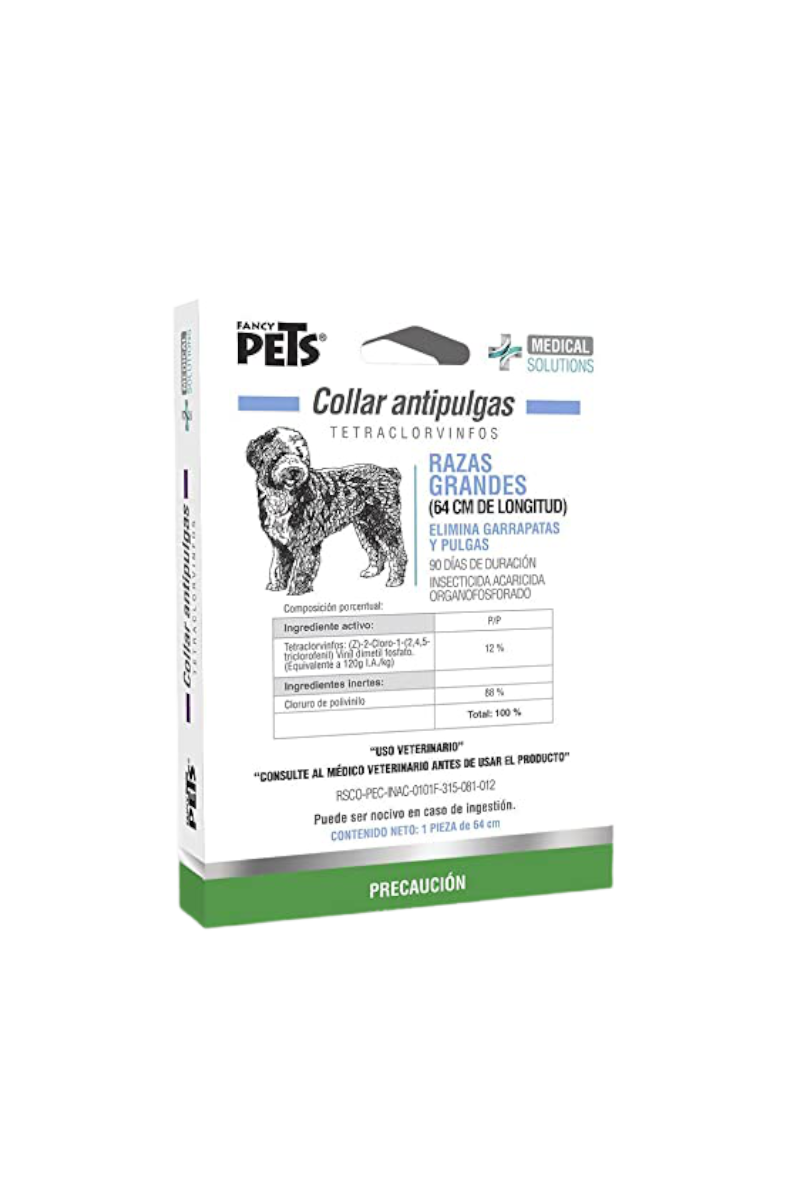 FANCY
PETS®
MEDICAL
SOLUTIONS
Collar antipulgas
TETRACLORVINFOS
RAZAS
GRANDES
(64 CM DE LONGITUD)
ELIMINA GARRAPATAS
Y PULGAS
90 DÍAS DE DURACIÓN
INSECTICIDA ACARICIDA
ORGANOFOSFORADO
Composición porcentual:
Ingrediente activo: P/P
Tetraclorvinfos: (Z)-2-Cloro-1-(2,4,5-
triclorofenil) Vinil dimetil fosfato.
(Equivalente a 120g I.A./kg)
12 %
Ingredientes inertes:
Cloruro de polivinilo 88 %
Total: 100 %
"USO VETERINARIO"
"CONSULTE AL MÉDICO VETERINARIO ANTES DE USAR EL PRODUCTO"
RSCO-PEC-INAC-0101F-315-081-012
Puede ser nocivo en caso de ingestión.
CONTENIDO NETO: 1 PIEZA de 64 cm
PRECAUCIÓN
MEDICAL
SOLUTIONS
Collar antipulgas
TETRACLORVINFOS
FANCY
PETS